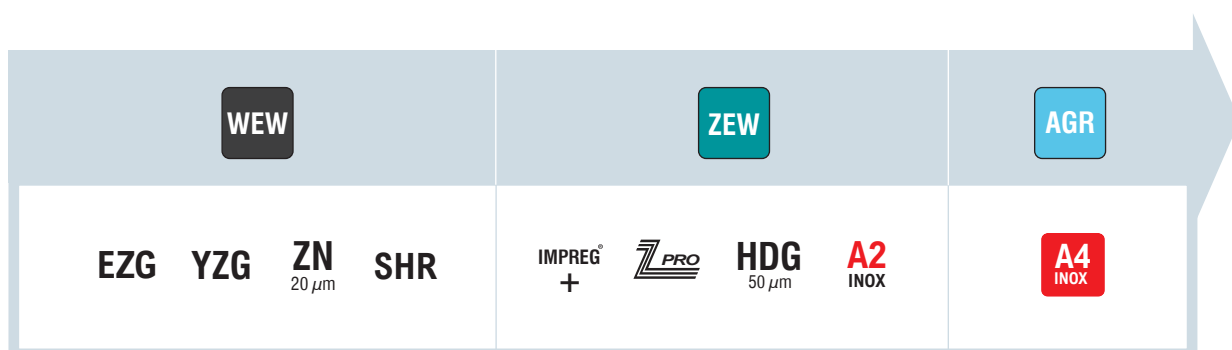 WEW
ZEW
AGR
EZG
YZG
ZN
20 μm
SHR
IMPREG®
+
Z PRO
HDG
50 μm
A2
INOX
A4
INOX